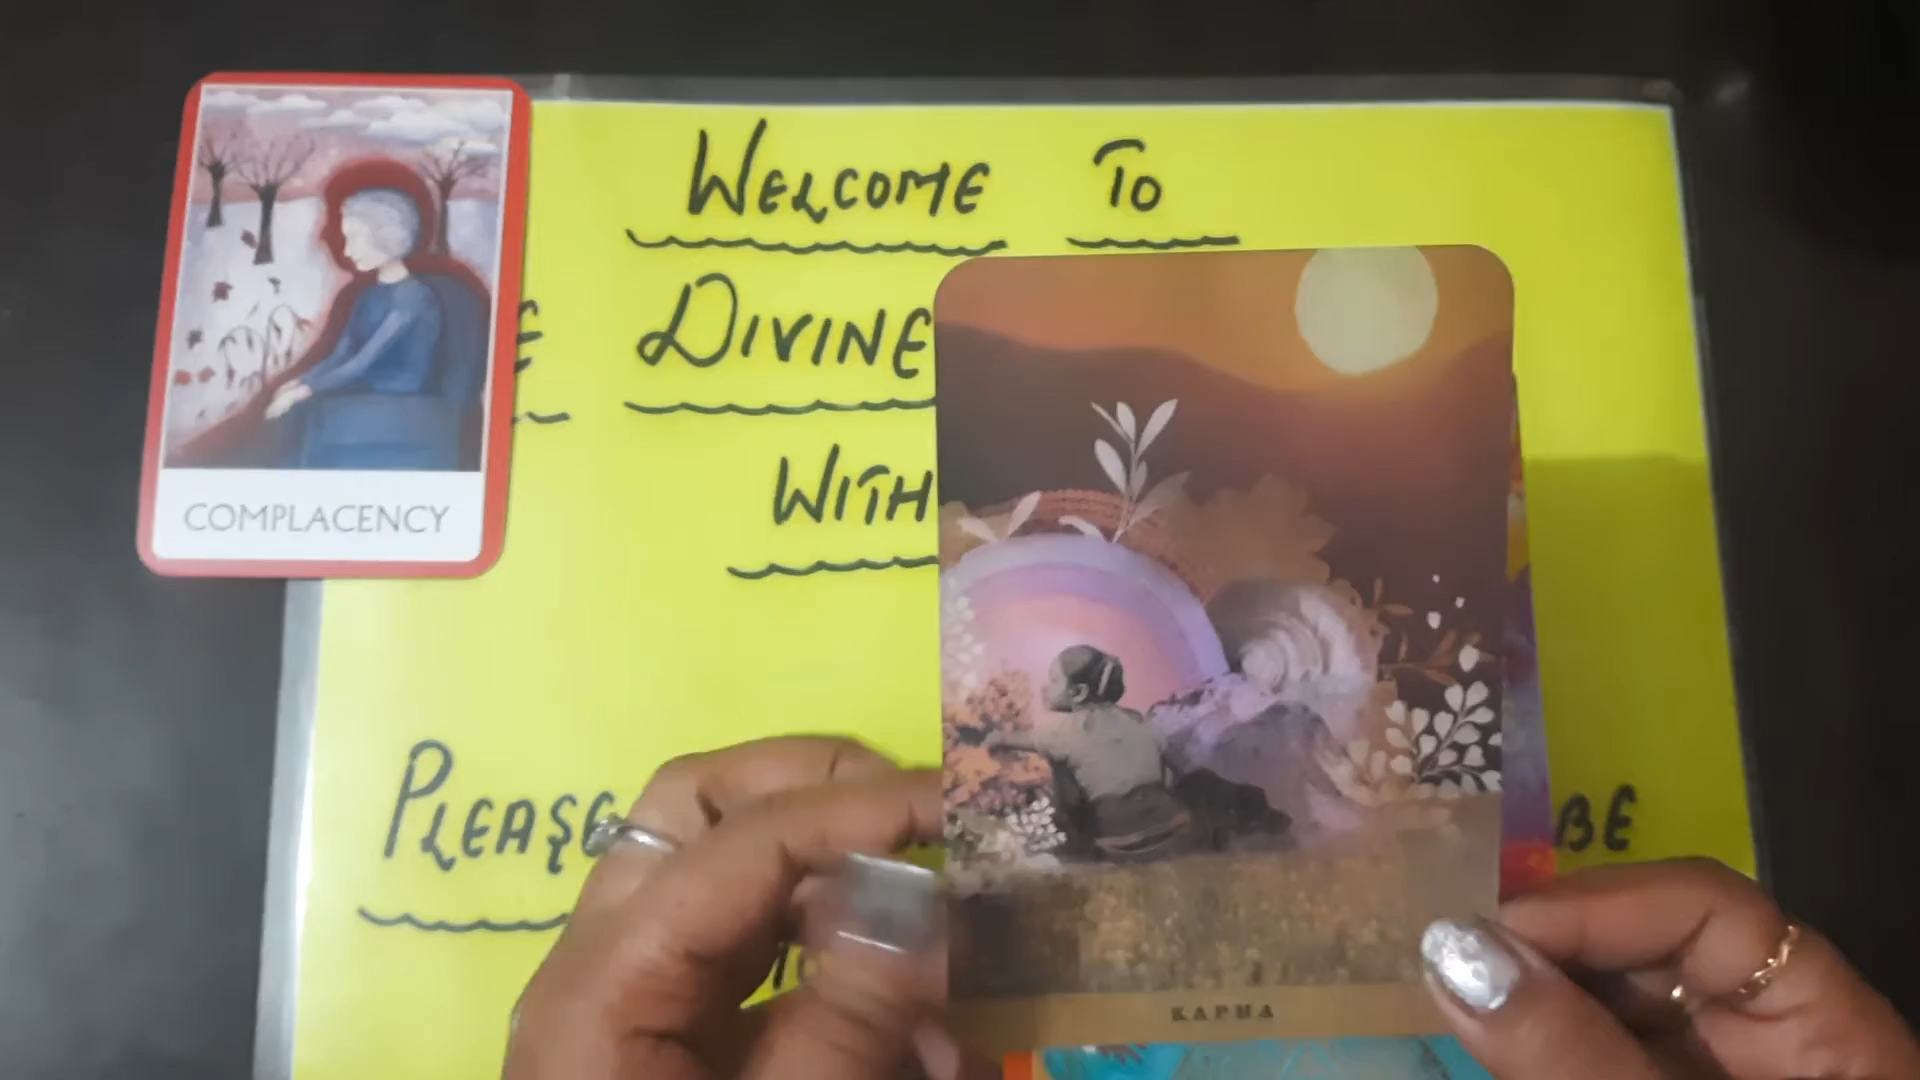 WELCOME TO
DIVINE
WITH
PLEASE BE
COMPLACENCY
KAPHA